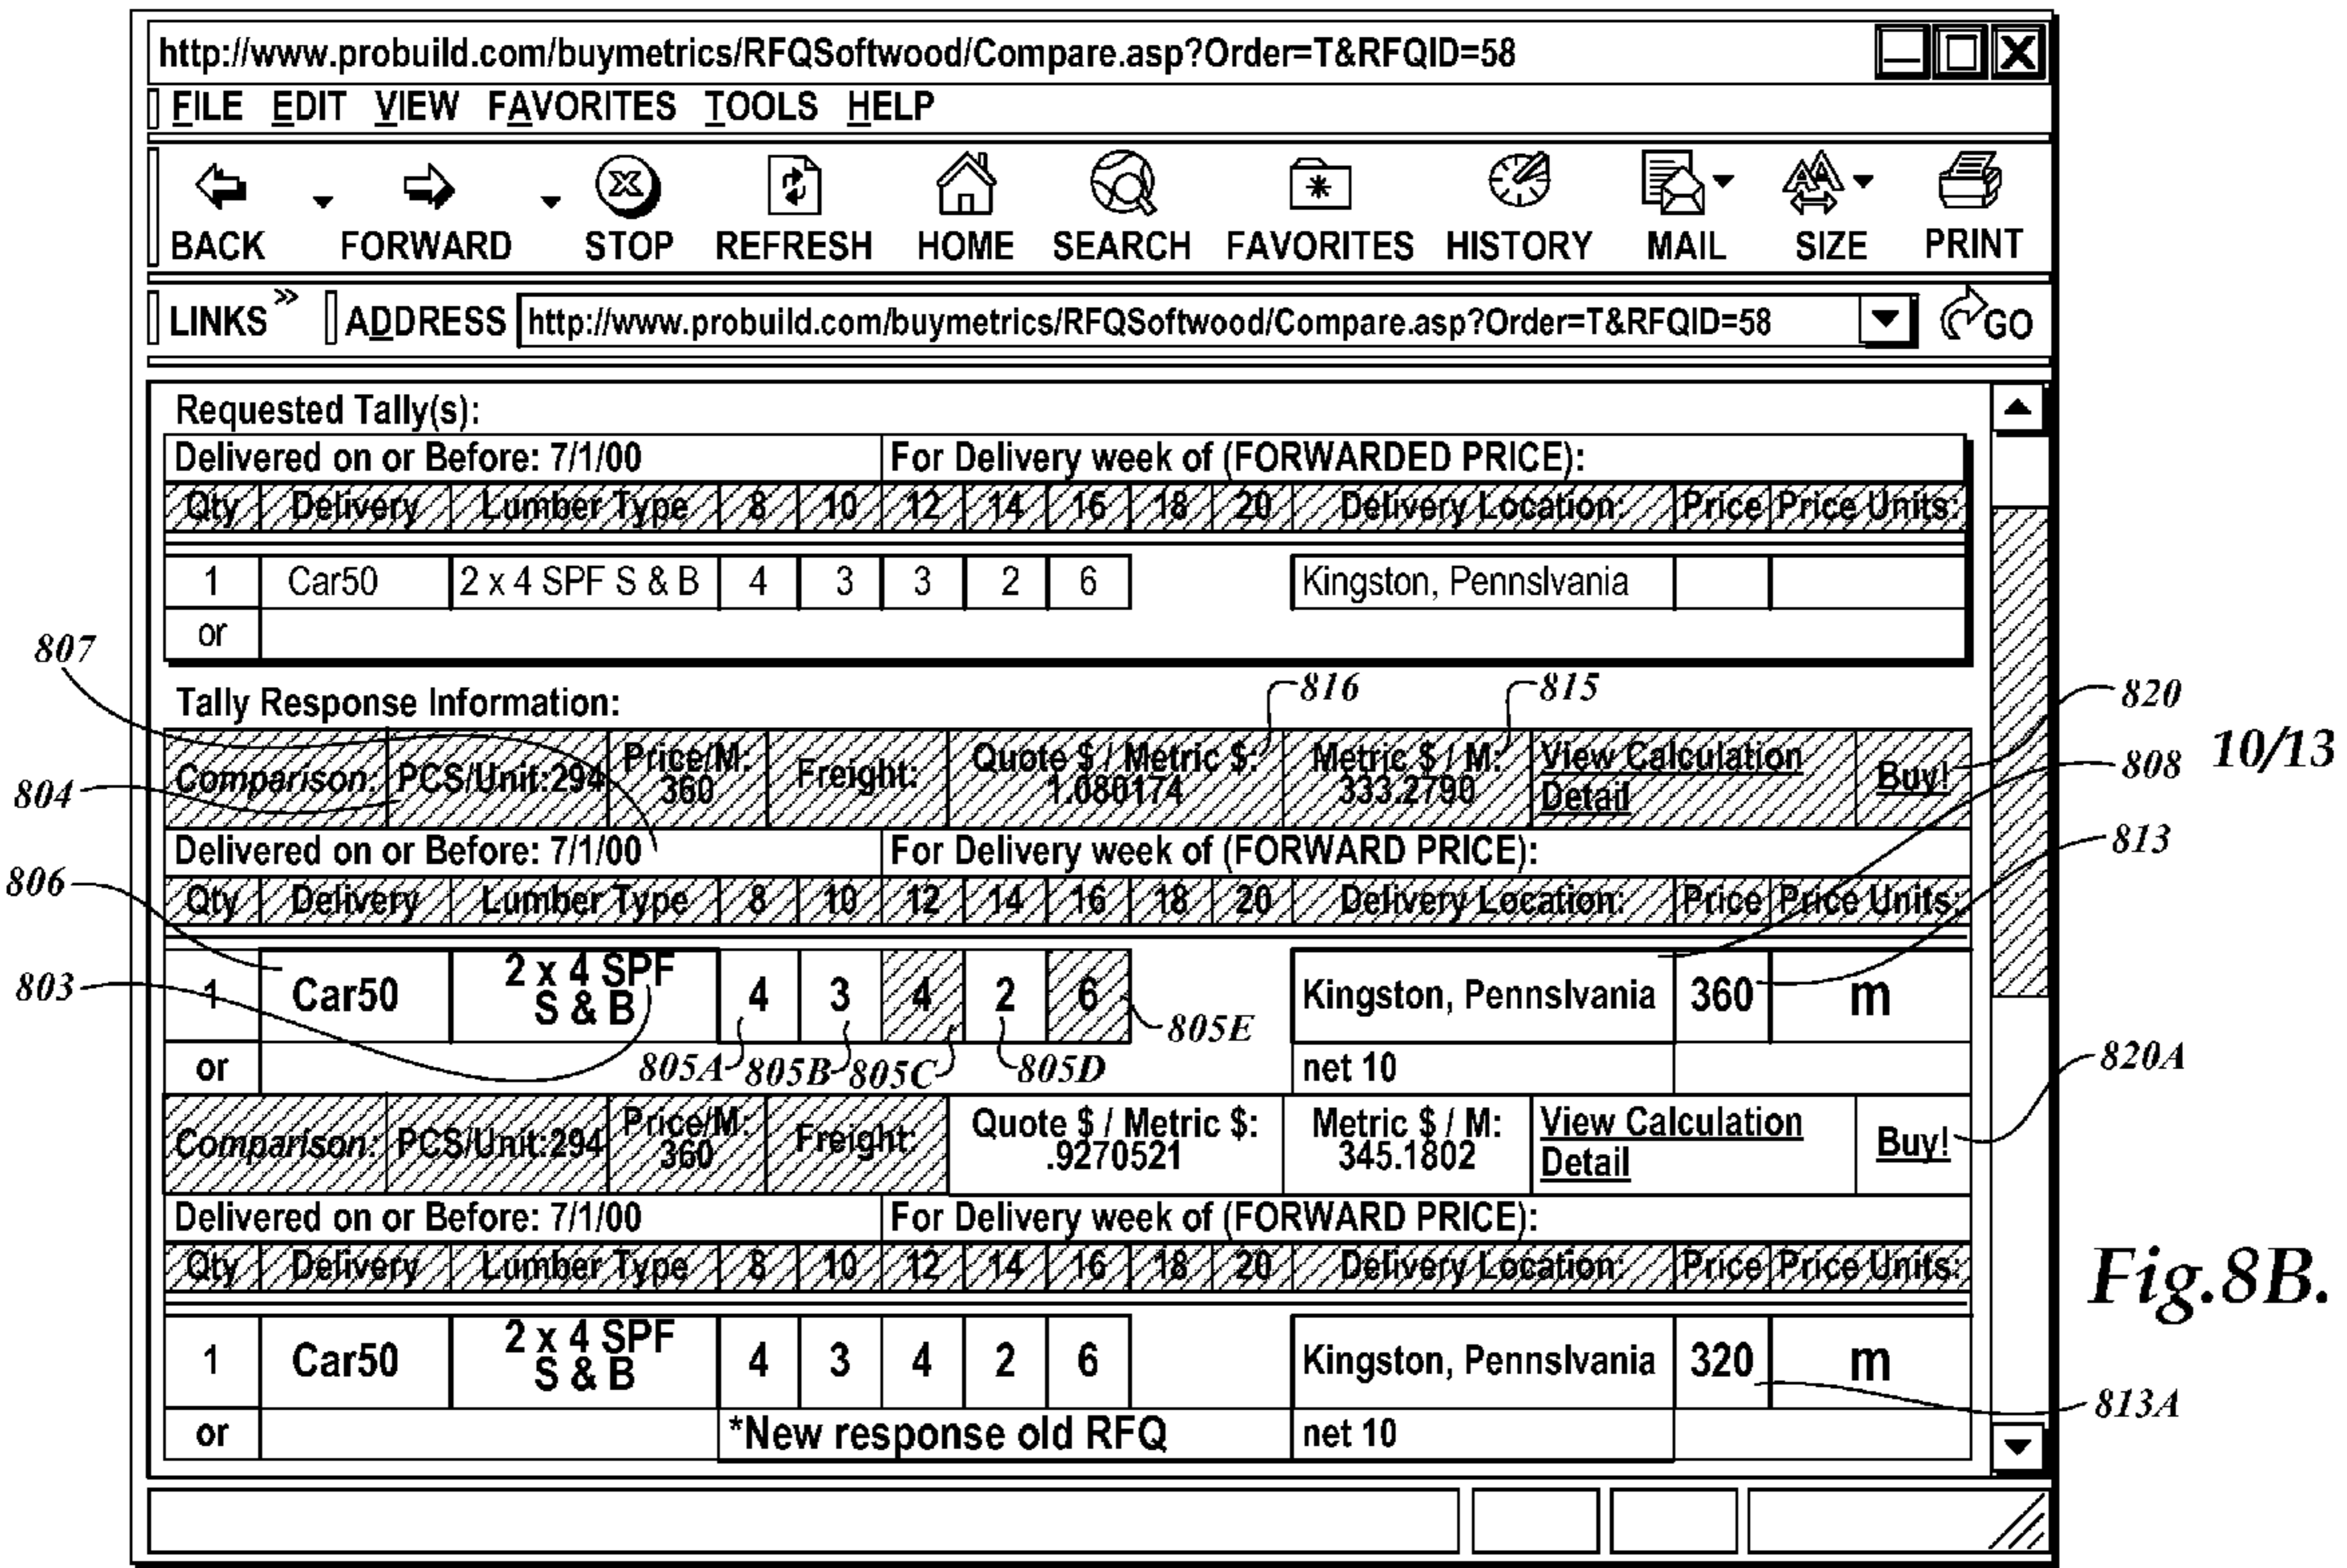 http://www.probuild.com/buymetrics/RFQSoftwood/Compare.asp?Order=T&RFQID=58
FILE EDIT VIEW FAVORITES TOOLS HELP
BACK FORWARD STOP REFRESH HOME SEARCH FAVORITES HISTORY MAIL SIZE PRINT
LINKS » ADDRESS http://www.probuild.com/buymetrics/RFQSoftwood/Compare.asp?Order=T&RFQID=58 GO
Requested Tally(s):
Delivered on or Before: 7/1/00 For Delivery week of (FORWARDED PRICE):
Qty Delivery Lumber Type 8 10 12 14 16 18 20 Delivery Location: Price Price Units:
1 Car50 2 x 4 SPF S & B 4 3 3 2 6 Kingston, Pennslvania
or
807
Tally Response Information: 816 815 820
10/13
Comparison: PCS/Unit:294 Price/M: 360 Freight: Quote $ / Metric $: 1.080174 Metric $ / M: 333.2790 View Calculation Detail Buy!
804 808
Delivered on or Before: 7/1/00 For Delivery week of (FORWARD PRICE):
813
806
Qty Delivery Lumber Type 8 10 12 14 16 18 20 Delivery Location: Price Price Units:
803
1 Car50 2 x 4 SPF S & B 4 3 4 2 6 Kingston, Pennslvania 360 m
805E
or 805A 805B 805C 805D net 10
820A
Comparison: PCS/Unit:294 Price/M: 360 Freight: Quote $ / Metric $: .9270521 Metric $ / M: 345.1802 View Calculation Detail Buy!
Delivered on or Before: 7/1/00 For Delivery week of (FORWARD PRICE):
Qty Delivery Lumber Type 8 10 12 14 16 18 20 Delivery Location: Price Price Units:
Fig.8B.
1 Car50 2 x 4 SPF S & B 4 3 4 2 6 Kingston, Pennslvania 320 m
813A
or *New response old RFQ net 10